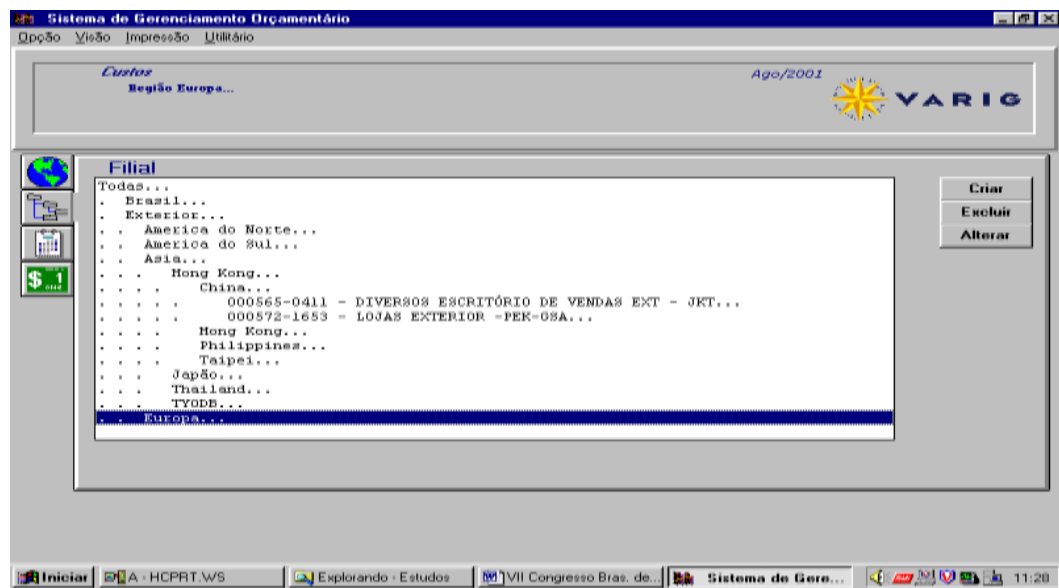 Sistema de Gerenciamento Orçamentário
Opção Visão Impressão Utilitário
Custos
Região Europa...
Ago/2001
VARIG
Filial
Todas...
. Brazil...
. Exterior...
. . America do Norte...
. . America do Sul...
. . Asia...
. . . Hong Kong...
. . . . China...
. . . . . 000565-0411 - DIVERSOS ESCRITÓRIO DE VENDAS EXT - JKT...
. . . . . 000572-1653 - LOJAS EXTERIOR -PEK-GSA...
. . . . Hong Kong...
. . . . Philippines...
. . . . Taipei...
. . . Japão...
. . . Thailand...
. . . TYODB...
. . Europa...
Criar
Excluir
Alterar
$ 1
Iniciar A - HCPRT.WS Explorando - Estudos VII Congresso Bras. de... Sistema de Gere... 11:28